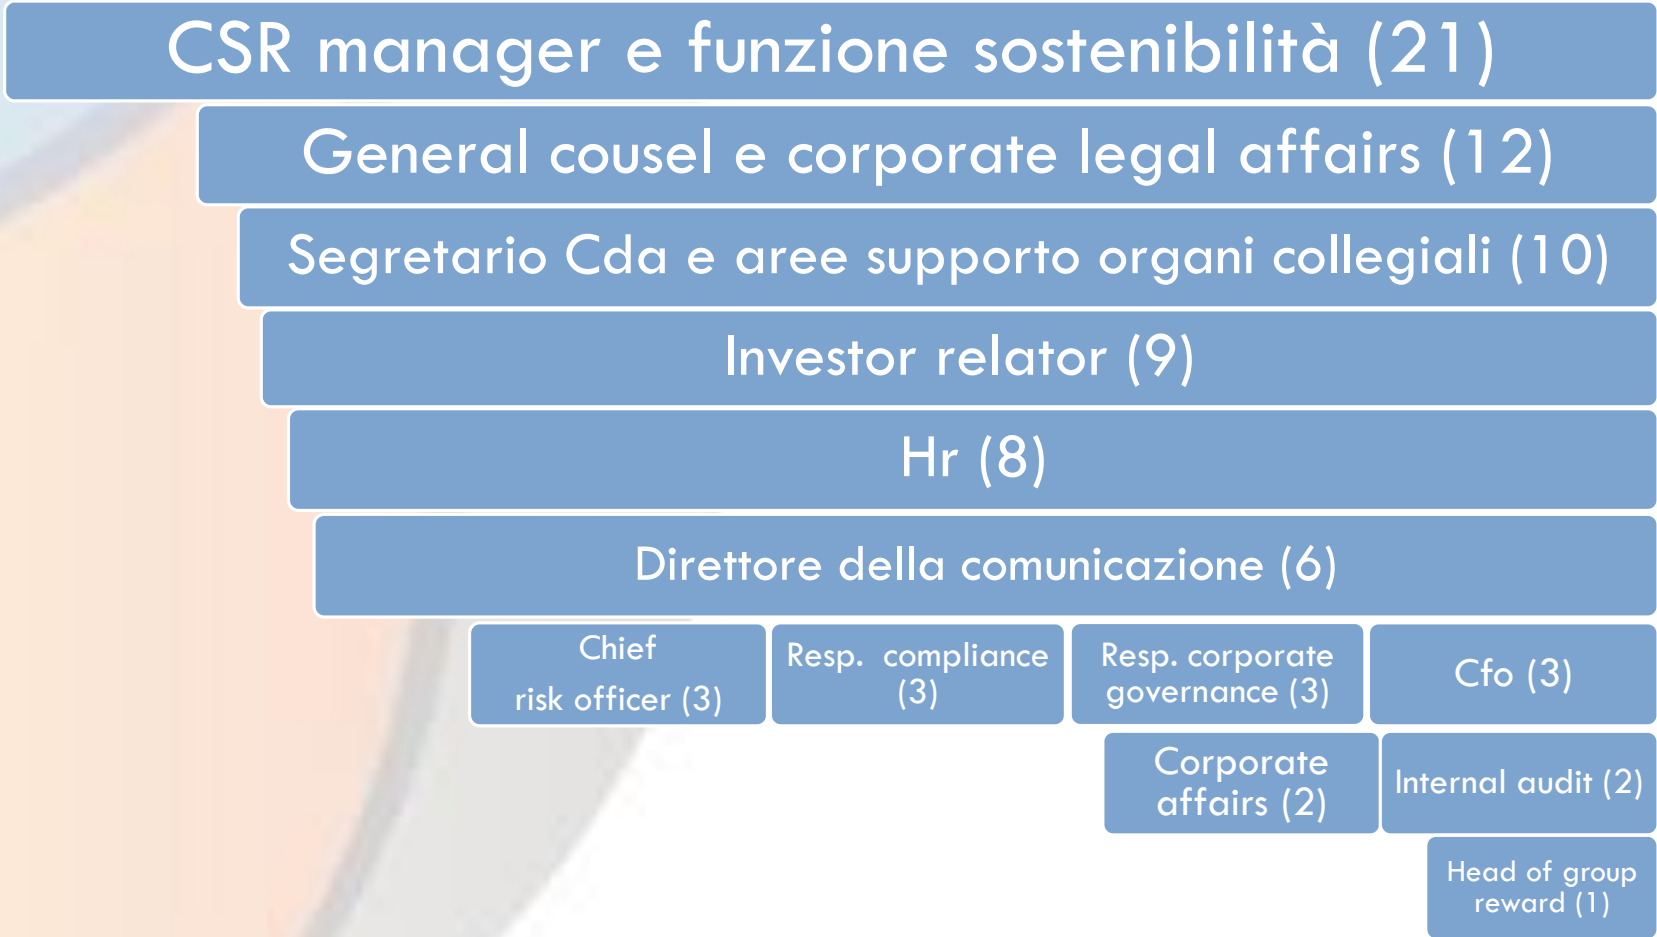 CSR manager e funzione sostenibilità (21)
General cousel e corporate legal affairs (12)
Segretario Cda e aree supporto organi collegiali (10)
Investor relator (9)
Hr (8)
Direttore della comunicazione (6)
Chief
risk officer (3)
Resp. compliance
(3)
Resp. corporate
governance (3)
Cfo (3)
Corporate
affairs (2)
Internal audit (2)
Head of group
reward (1)